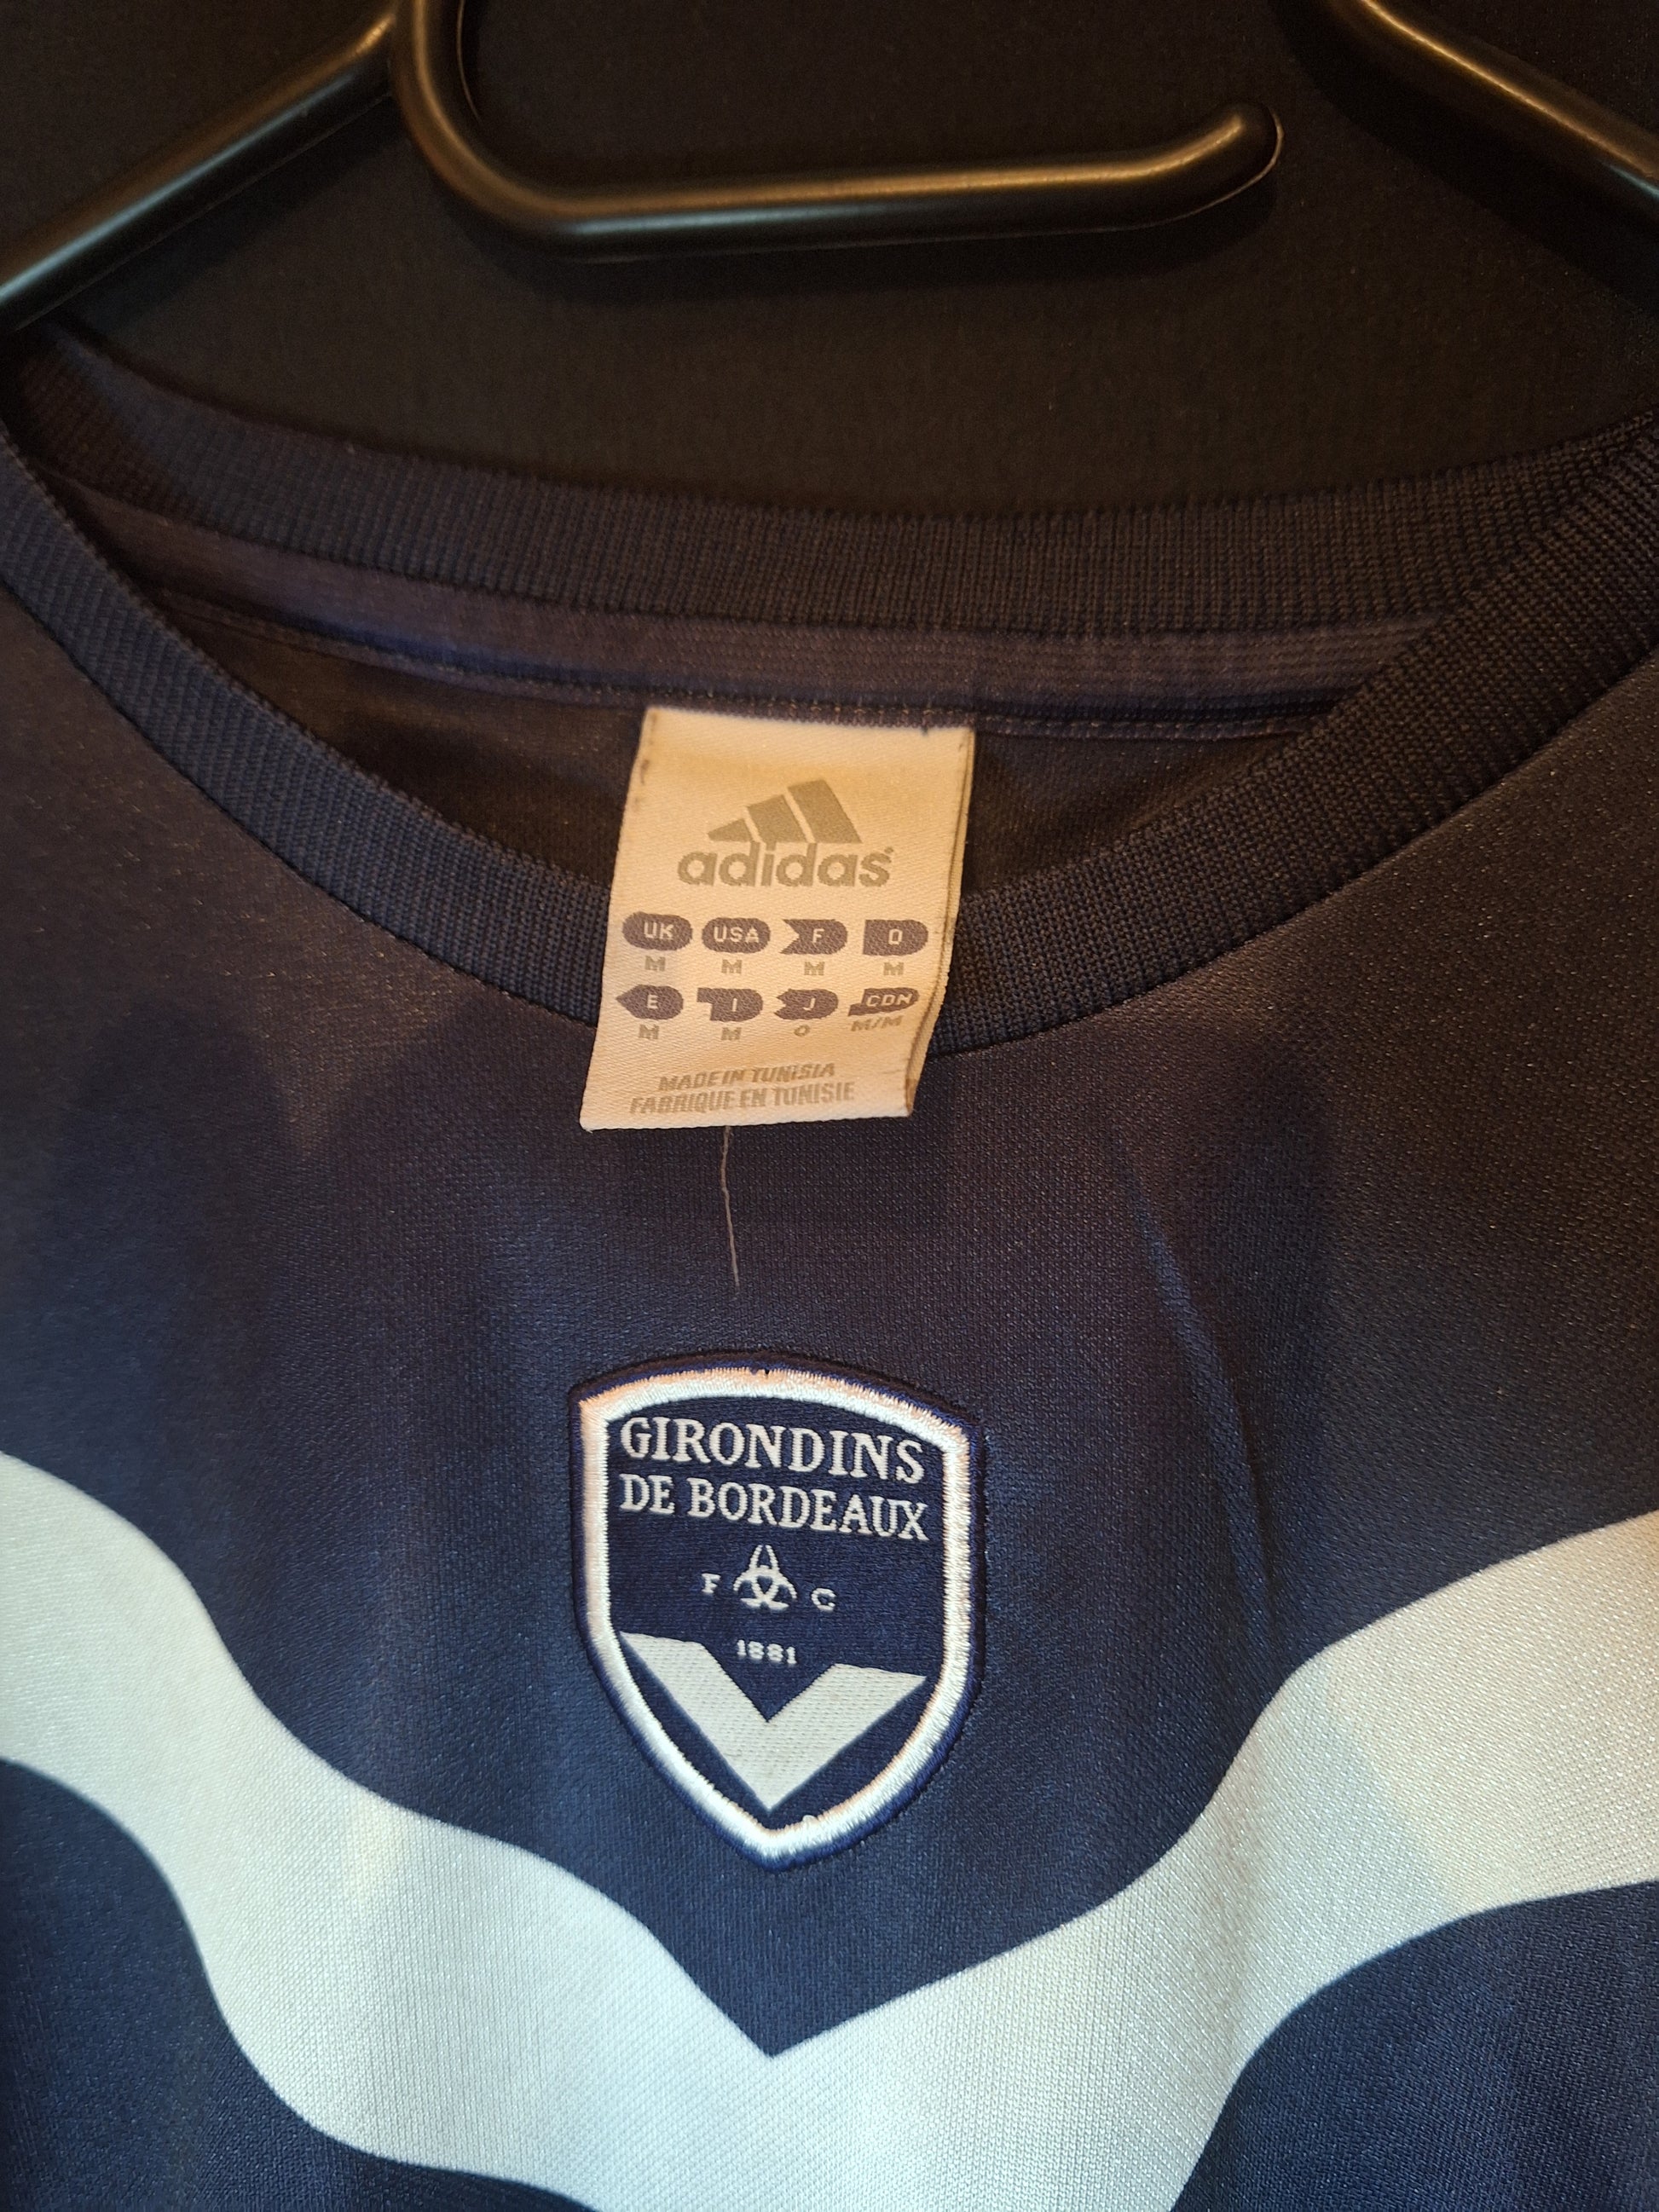 adidas
UK USA F D
M M M M
E I J CDN
M M O M/M
MADE IN TUNISIA
FABRIQUE EN TUNISIE
GIRONDINS
DE BORDEAUX
F C
1881